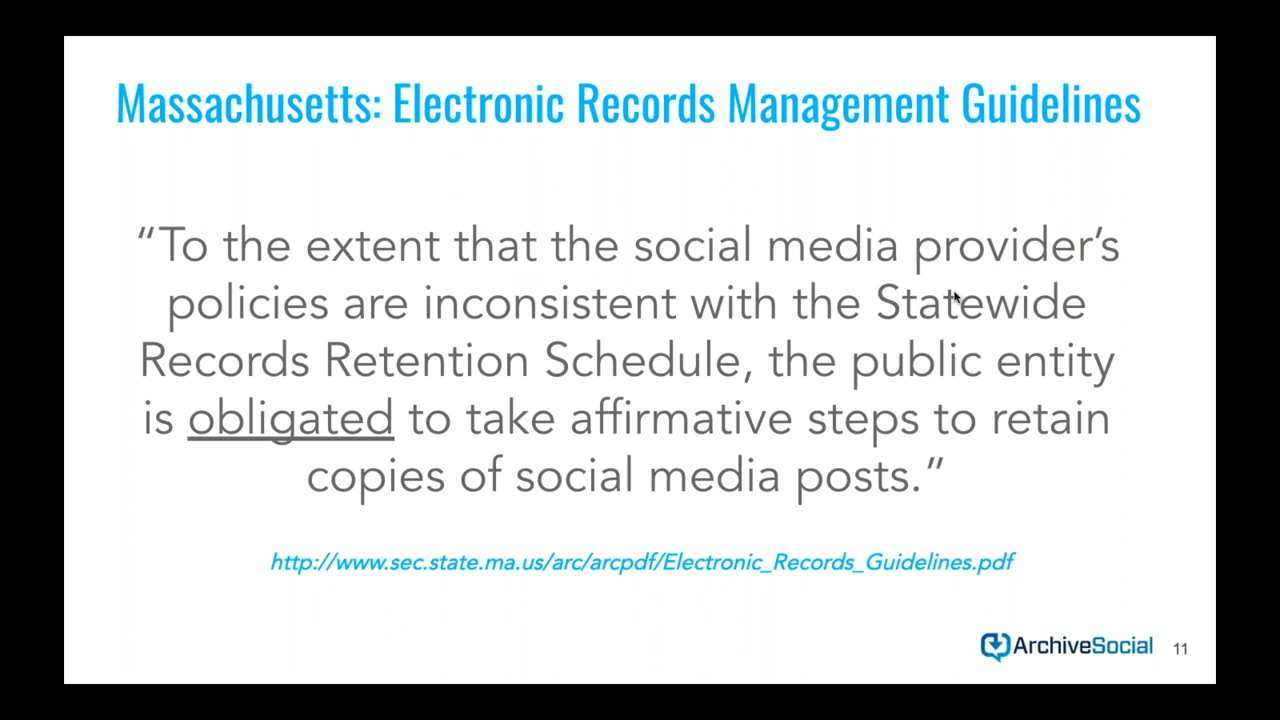 Massachusetts: Electronic Records Management Guidelines
“To the extent that the social media provider’s
policies are inconsistent with the Statewide
Records Retention Schedule, the public entity
is obligated to take affirmative steps to retain
copies of social media posts.”
http://www.sec.state.ma.us/arc/arcpdf/Electronic_Records_Guidelines.pdf
ArchiveSocial 11